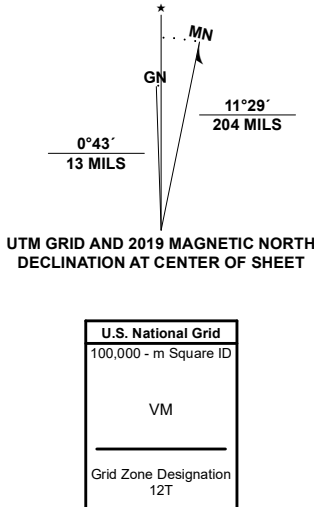 ★
MN
GN
11°29´
204 MILS
0°43´
13 MILS
UTM GRID AND 2019 MAGNETIC NORTH
DECLINATION AT CENTER OF SHEET
U.S. National Grid
100,000 - m Square ID
VM
Grid Zone Designation
12T